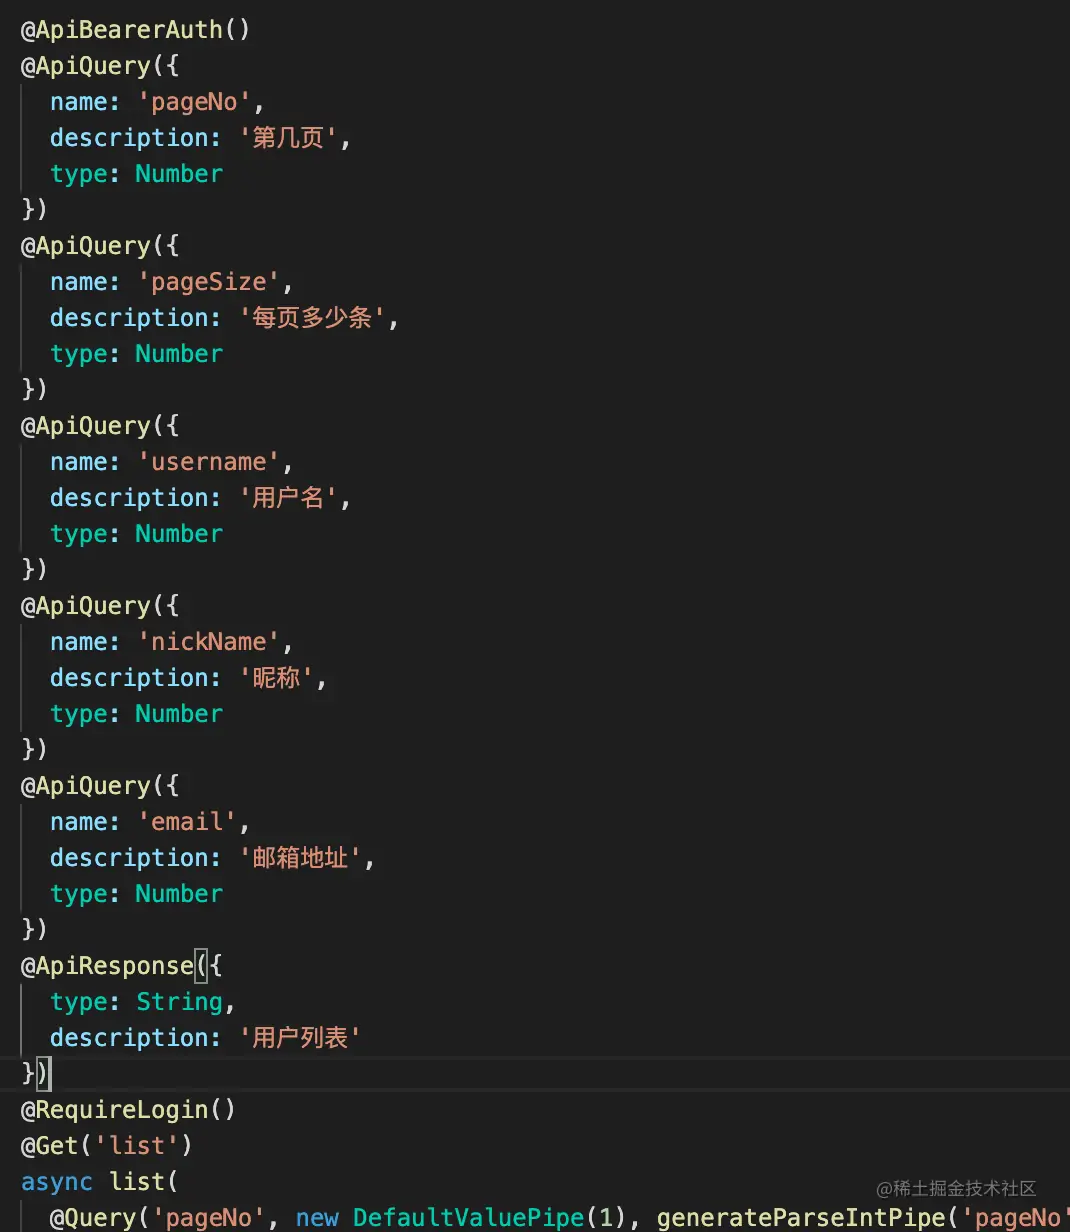 @ApiBearerAuth()
@ApiQuery({
  name: 'pageNo',
  description: '第几页',
  type: Number
})
@ApiQuery({
  name: 'pageSize',
  description: '每页多少条',
  type: Number
})
@ApiQuery({
  name: 'username',
  description: '用户名',
  type: Number
})
@ApiQuery({
  name: 'nickName',
  description: '昵称',
  type: Number
})
@ApiQuery({
  name: 'email',
  description: '邮箱地址',
  type: Number
})
@ApiResponse({
  type: String,
  description: '用户列表'
})
@RequireLogin()
@Get('list')
async list(
@稀土掘金技术社区
  @Query('pageNo', new DefaultValuePipe(1), generateParseIntPipe('pageNo'